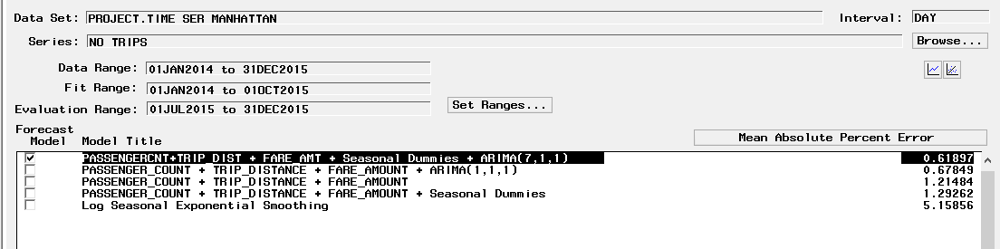 Data Set: PROJECT.TIME SER MANHATTAN Interval: DAY
Series: NO TRIPS Browse...
Data Range: 01JAN2014 to 31DEC2015
Fit Range: 01JAN2014 to 01OCT2015
Evaluation Range: 01JUL2015 to 31DEC2015 Set Ranges...
Forecast
Model Model Title Mean Absolute Percent Error
PASSENGERCNT+TRIP_DIST + FARE_AMT + Seasonal Dummies + ARIMA(7,1,1) 0.61897
PASSENGER_COUNT + TRIP_DISTANCE + FARE_AMOUNT + ARIMA(1,1,1) 0.67849
PASSENGER_COUNT + TRIP_DISTANCE + FARE_AMOUNT 1.21484
PASSENGER_COUNT + TRIP_DISTANCE + FARE_AMOUNT + Seasonal Dummies 1.29262
Log Seasonal Exponential Smoothing 5.15856